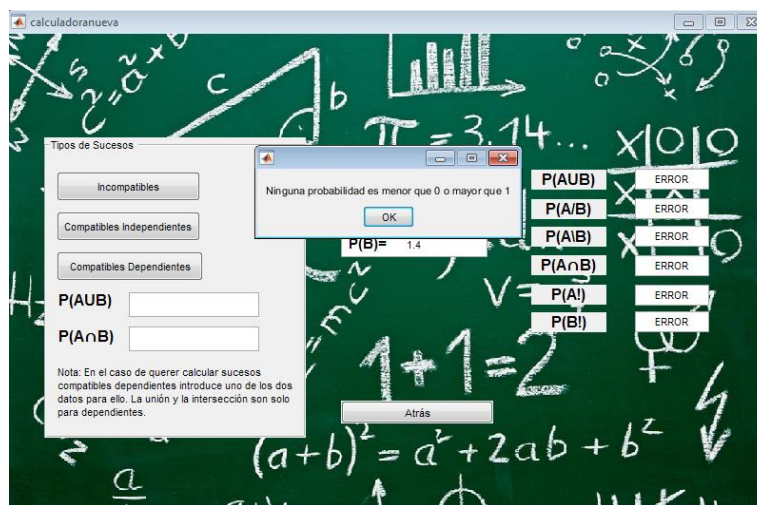 calculadoranueva
c² = a² + b
c
b
π = 3.14...
X|O|O
Tipos de Sucesos
Incompatibles
Compatibles Independientes
Compatibles Dependientes
P(AUB)
P(A∩B)
Nota: En el caso de querer calcular sucesos
compatibles dependientes introduce uno de los dos
datos para ello. La unión y la intersección son solo
para dependientes.
Ninguna probabilidad es menor que 0 o mayor que 1
OK
P(B)= 1.4
P(AUB) ERROR
P(A/B) ERROR
P(A\B) ERROR
P(A∩B) ERROR
P(A!) ERROR
P(B!) ERROR
mc²
V=
1+1=2
Atrás
(a+b)² = a² + 2ab + b²
a